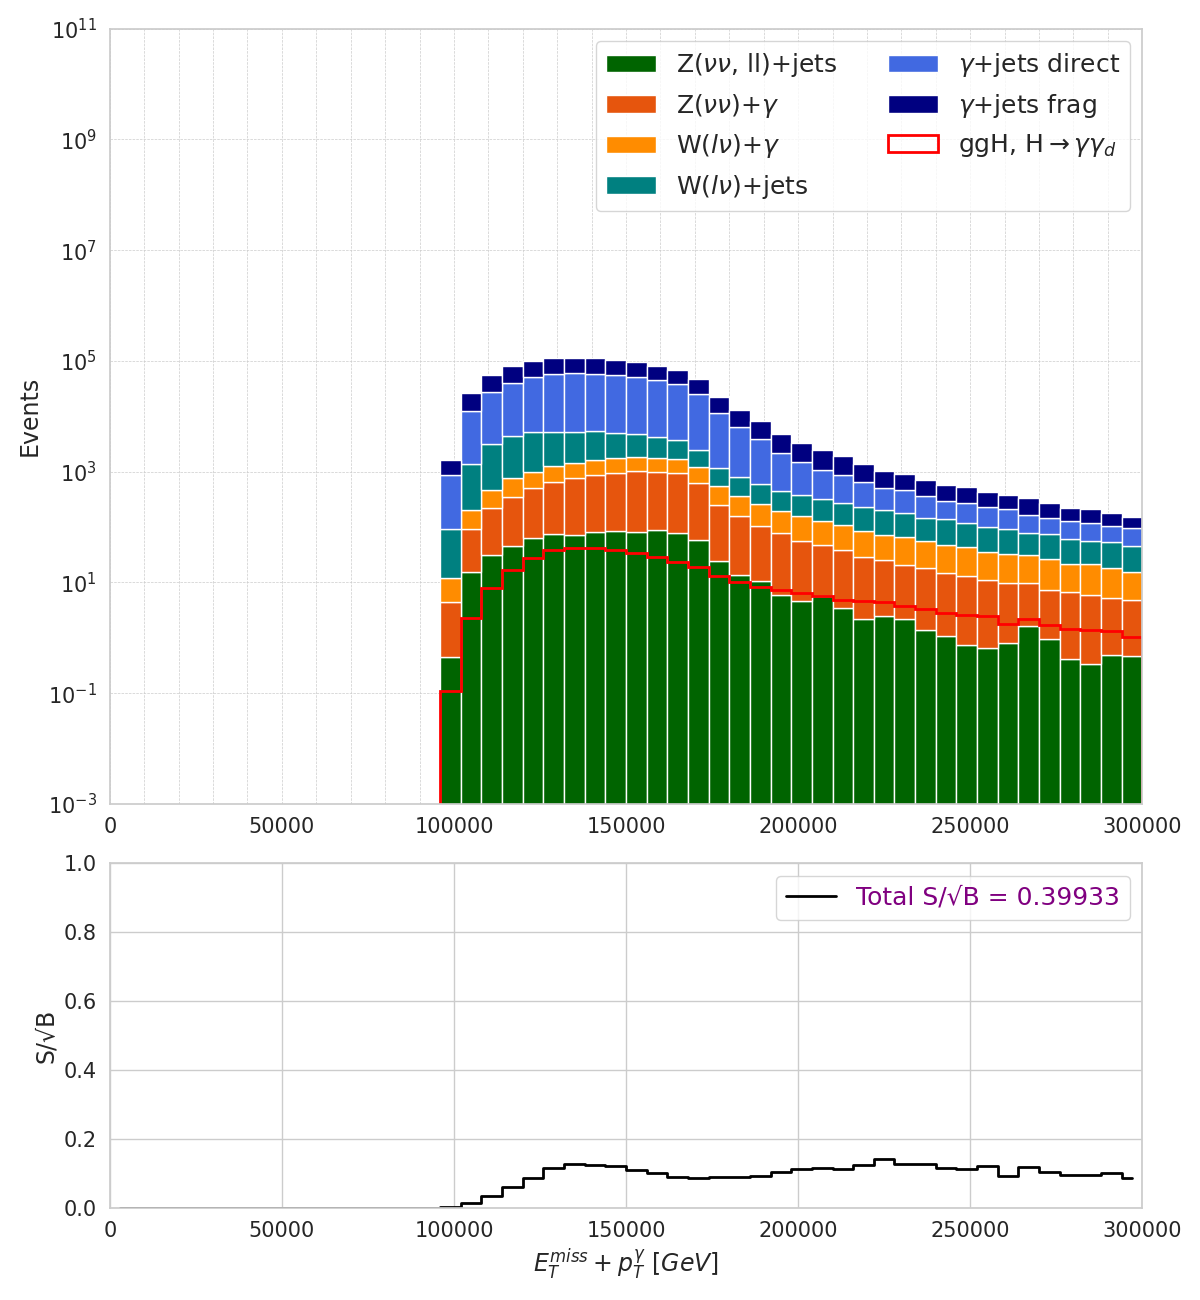 10^11
10^9
10^7
10^5
10^3
10^1
10^−1
10^−3
Events
Z(νν, ll)+jets
Z(νν)+γ
W(lν)+γ
W(lν)+jets
γ+jets direct
γ+jets frag
ggH, H→γγ_d
0 50000 100000 150000 200000 250000 300000
1.0
0.8
0.6
0.4
0.2
0.0
S/√B
Total S/√B = 0.39933
0 50000 100000 150000 200000 250000 300000
E_T^miss + p_T^γ [GeV]